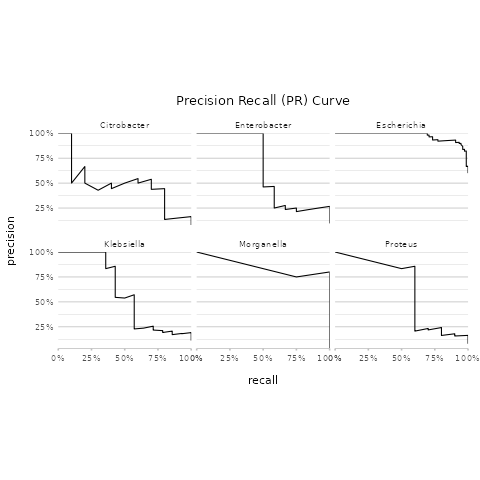 Precision Recall (PR) Curve
Citrobacter Enterobacter Escherichia
100%
75%
50%
25%
Klebsiella Morganella Proteus
100%
75%
50%
25%
0% 25% 50% 75% 100% 0% 25% 50% 75% 100% 0% 25% 50% 75% 100%
precision
recall